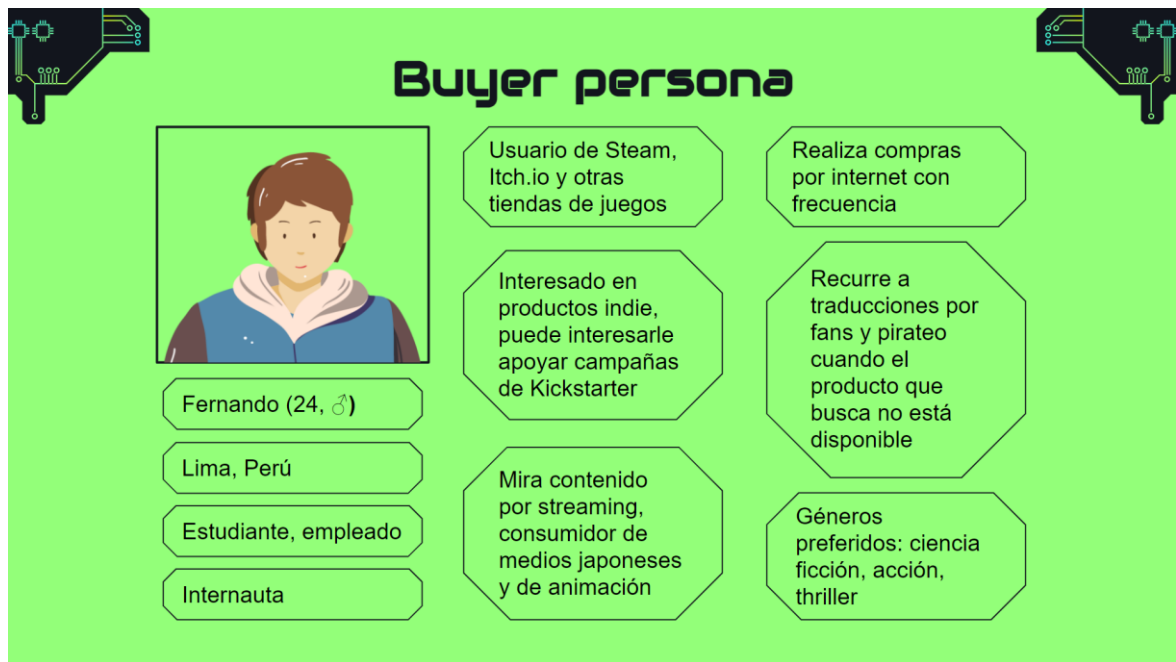 Buyer persona
Fernando (24, ♂)
Lima, Perú
Estudiante, empleado
Internauta
Usuario de Steam,
Itch.io y otras
tiendas de juegos
Interesado en
productos indie,
puede interesarle
apoyar campañas
de Kickstarter
Mira contenido
por streaming,
consumidor de
medios japoneses
y de animación
Realiza compras
por internet con
frecuencia
Recurre a
traducciones por
fans y pirateo
cuando el
producto que
busca no está
disponible
Géneros
preferidos: ciencia
ficción, acción,
thriller